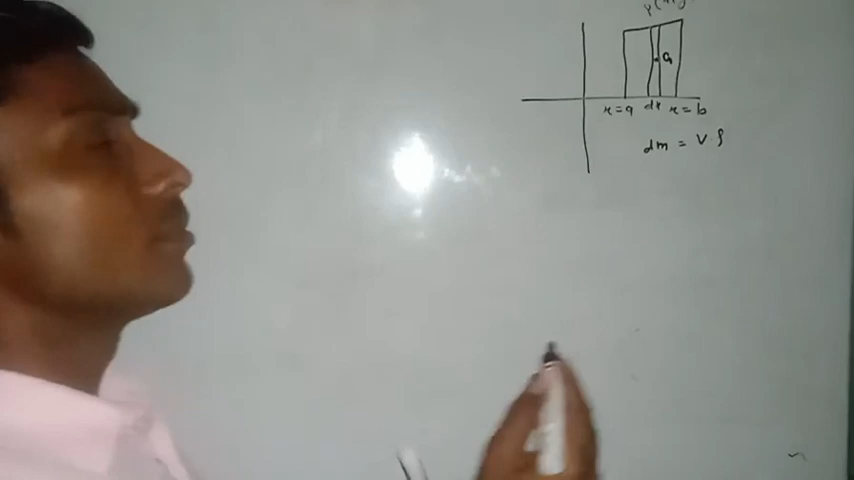 G
x=a dx x=b
dm = V ρ